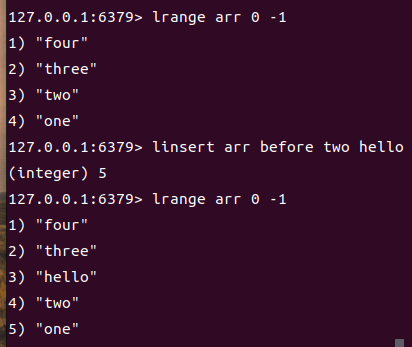 127.0.0.1:6379> lrange arr 0 -1
1) "four"
2) "three"
3) "two"
4) "one"
127.0.0.1:6379> linsert arr before two hello
(integer) 5
127.0.0.1:6379> lrange arr 0 -1
1) "four"
2) "three"
3) "hello"
4) "two"
5) "one"